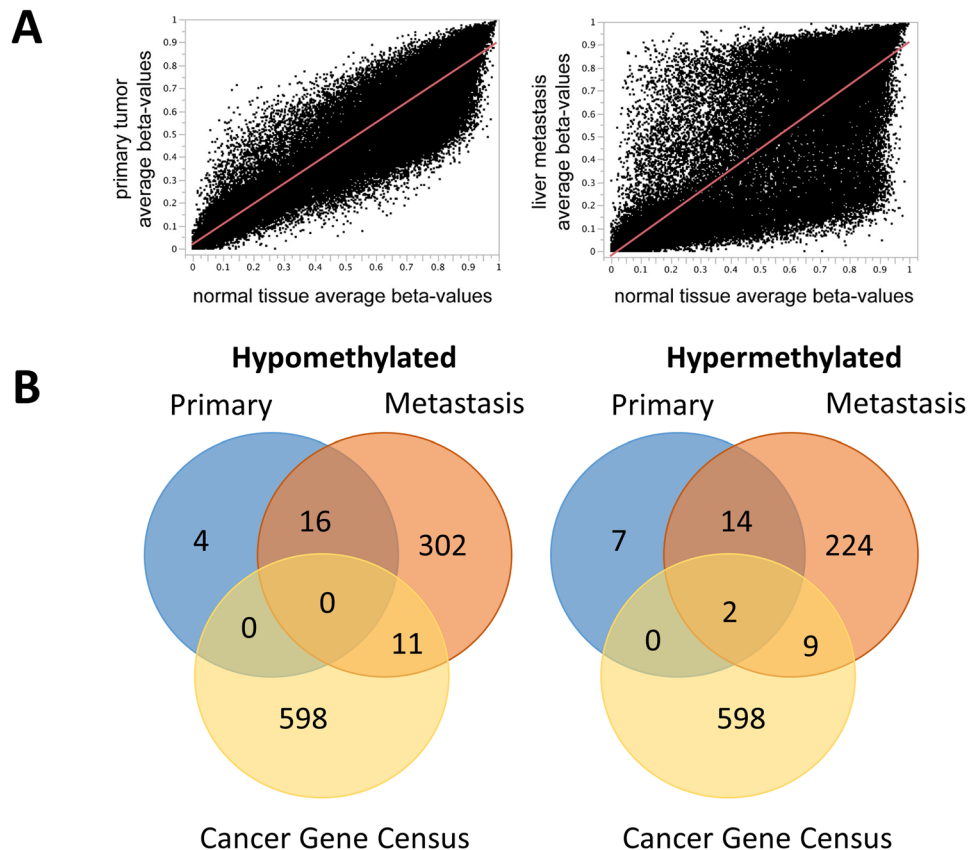 A
primary tumor
average beta-values
1
0.9
0.8
0.7
0.6
0.5
0.4
0.3
0.2
0.1
0
0 0.1 0.2 0.3 0.4 0.5 0.6 0.7 0.8 0.9 1
normal tissue average beta-values
liver metastasis
average beta-values
1
0.9
0.8
0.7
0.6
0.5
0.4
0.3
0.2
0.1
0
0 0.1 0.2 0.3 0.4 0.5 0.6 0.7 0.8 0.9 1
normal tissue average beta-values
B
Hypomethylated
Primary Metastasis
16
4 302
0
0 11
598
Cancer Gene Census
Hypermethylated
Primary Metastasis
14
7 224
2
0 9
598
Cancer Gene Census